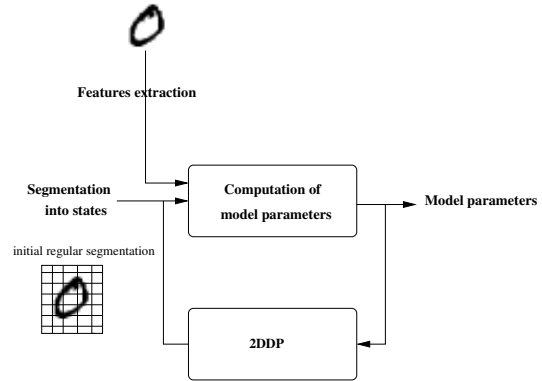 Features extraction
Segmentation
into states
Computation of
model parameters
Model parameters
initial regular segmentation
2DDP